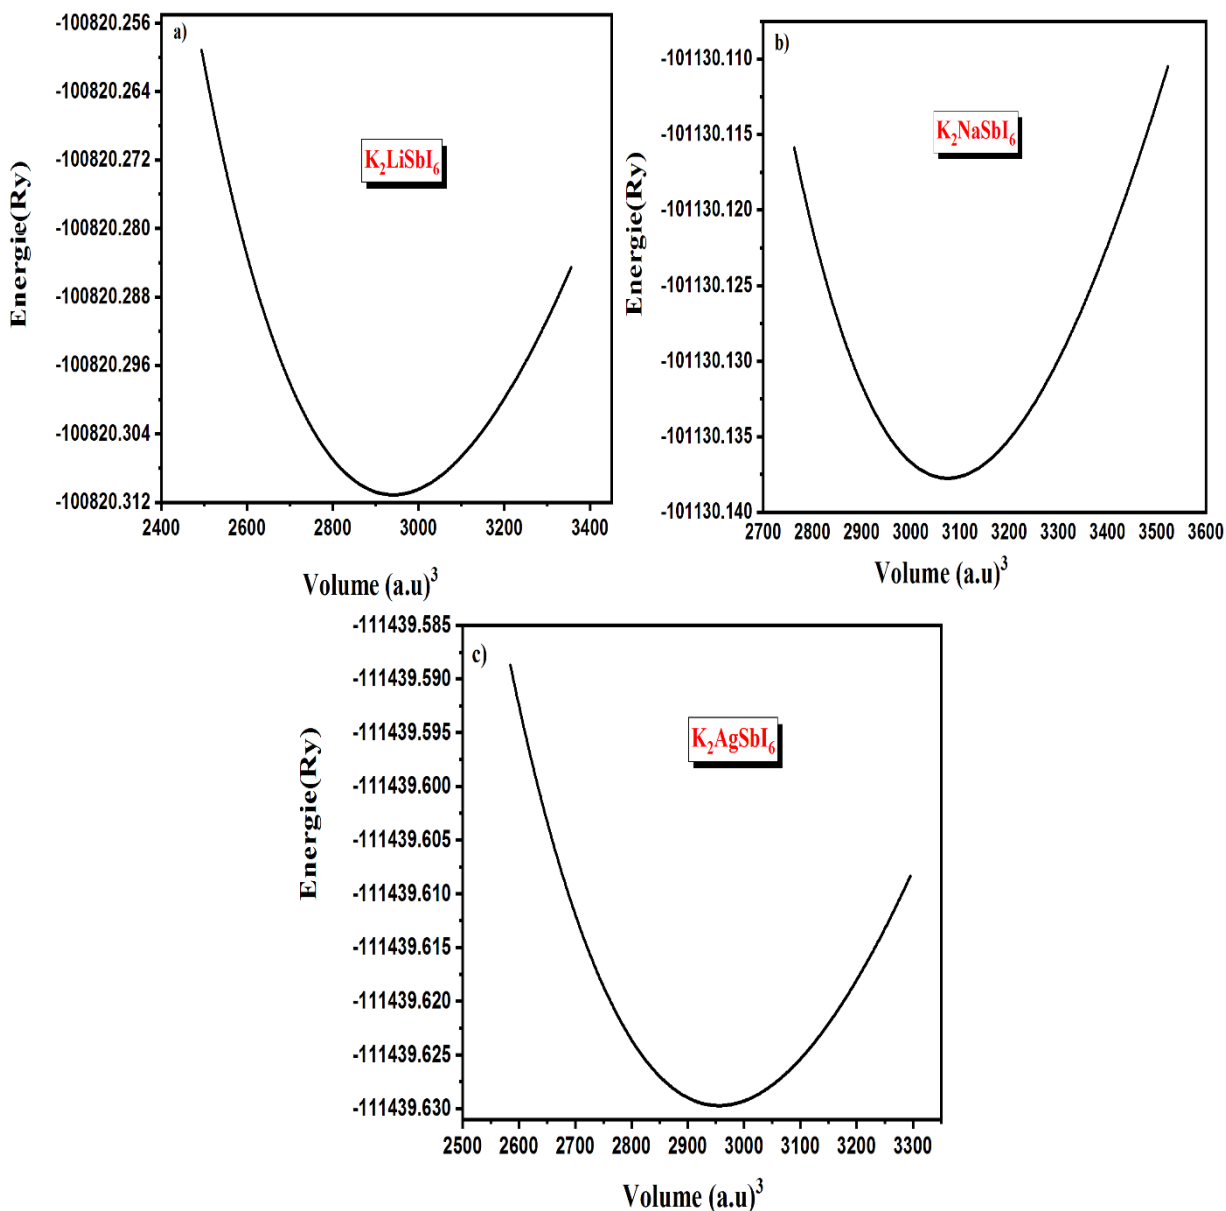 a)
K₂LiSbI₆
Energie(Ry)
-100820.256
-100820.264
-100820.272
-100820.280
-100820.288
-100820.296
-100820.304
-100820.312
2400 2600 2800 3000 3200 3400
Volume (a.u)³
b)
K₂NaSbI₆
Energie(Ry)
-101130.110
-101130.115
-101130.120
-101130.125
-101130.130
-101130.135
-101130.140
2700 2800 2900 3000 3100 3200 3300 3400 3500 3600
Volume (a.u)³
c)
K₂AgSbI₆
Energie(Ry)
-111439.585
-111439.590
-111439.595
-111439.600
-111439.605
-111439.610
-111439.615
-111439.620
-111439.625
-111439.630
2500 2600 2700 2800 2900 3000 3100 3200 3300
Volume (a.u)³